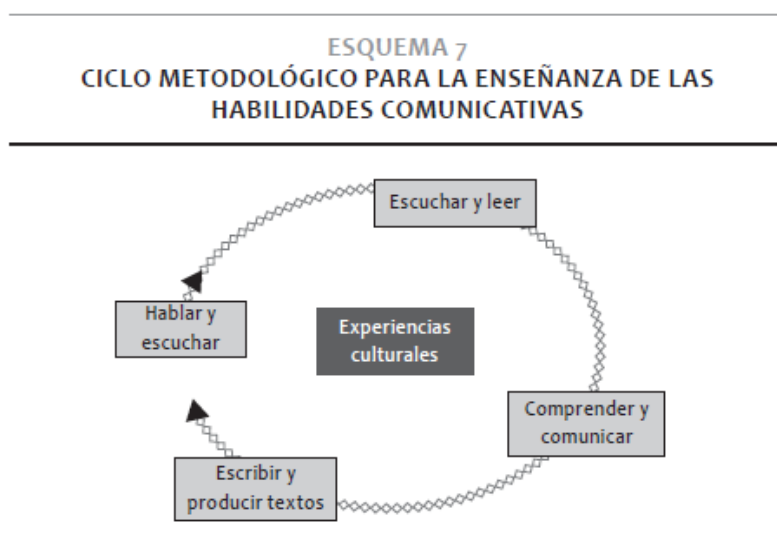 ESQUEMA 7
CICLO METODOLÓGICO PARA LA ENSEÑANZA DE LAS
HABILIDADES COMUNICATIVAS
Escuchar y leer
Hablar y
escuchar
Experiencias
culturales
Comprender y
comunicar
Escribir y
producir textos